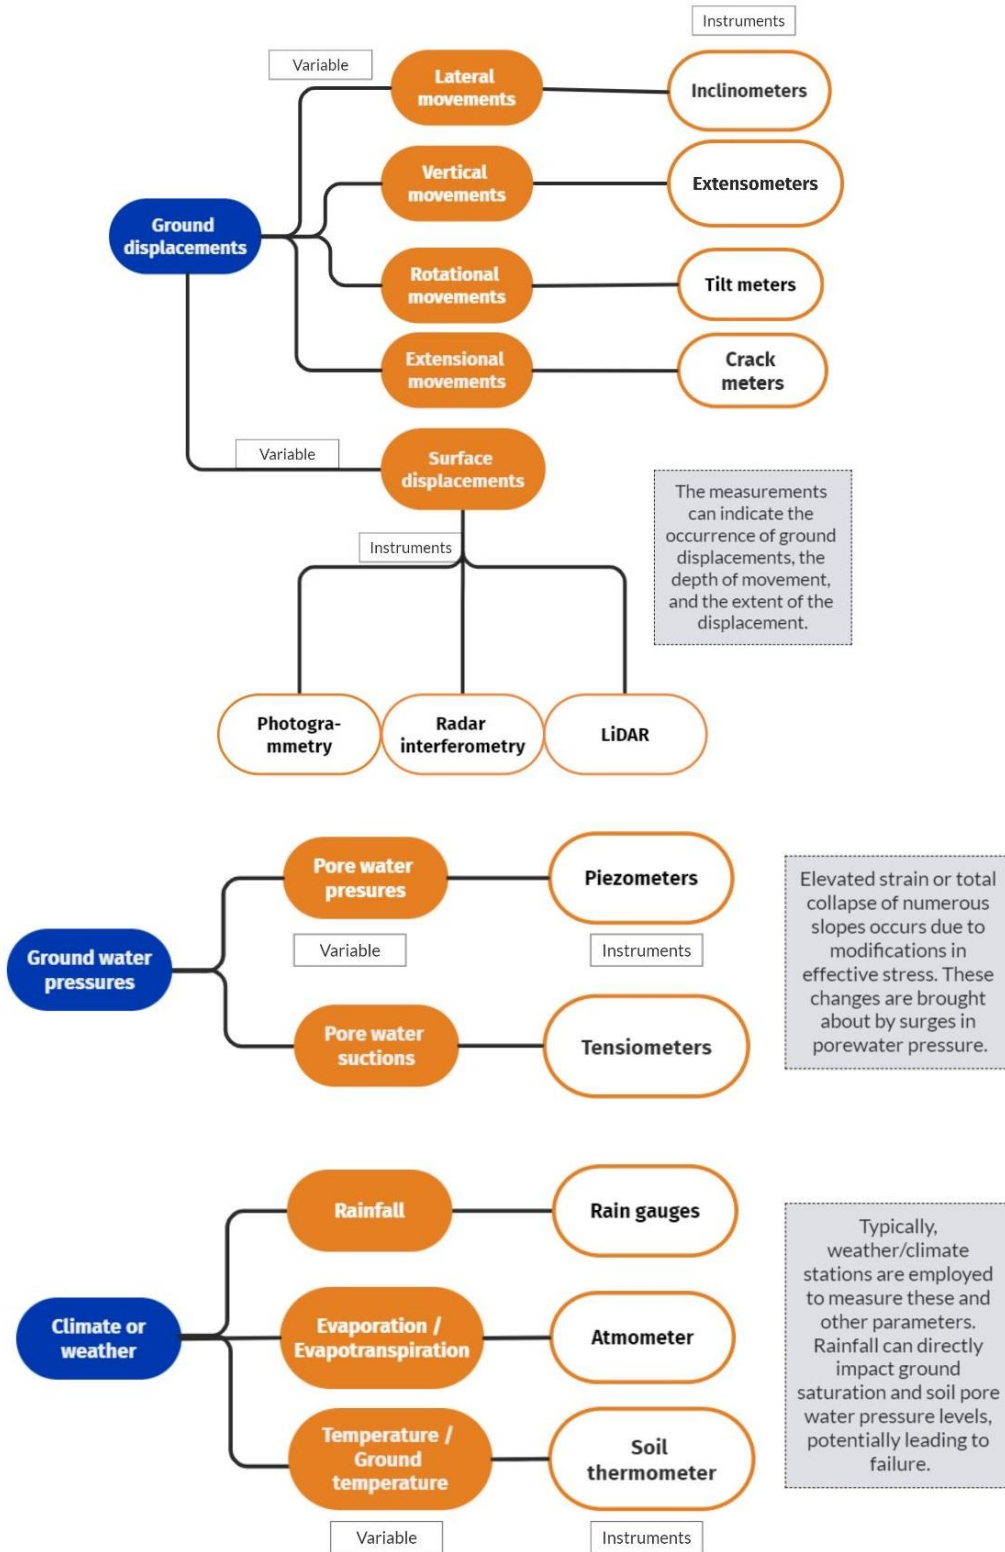 Instruments
Variable
Lateral
movements
Inclinometers
Vertical
movements
Extensometers
Ground
displacements
Rotational
movements
Tilt meters
Extensional
movements
Crack
meters
Variable
Surface
displacements
The measurements
can indicate the
occurrence of ground
displacements, the
depth of movement,
and the extent of the
displacement.
Instruments
Photogra-
mmetry
Radar
interferometry
LiDAR
Pore water
presures
Piezometers
Variable
Instruments
Ground water
pressures
Pore water
suctions
Tensiometers
Elevated strain or total
collapse of numerous
slopes occurs due to
modifications in
effective stress. These
changes are brought
about by surges in
porewater pressure.
Rainfall
Rain gauges
Climate or
weather
Evaporation /
Evapotranspiration
Atmometer
Temperature /
Ground
temperature
Soil
thermometer
Typically,
weather/climate
stations are employed
to measure these and
other parameters.
Rainfall can directly
impact ground
saturation and soil pore
water pressure levels,
potentially leading to
failure.
Variable
Instruments